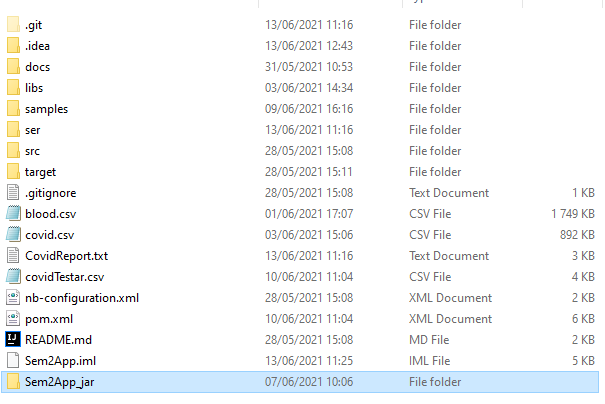 .git 13/06/2021 11:16 File folder
.idea 13/06/2021 12:43 File folder
docs 31/05/2021 10:53 File folder
libs 03/06/2021 14:34 File folder
samples 09/06/2021 16:16 File folder
ser 13/06/2021 11:16 File folder
src 28/05/2021 15:08 File folder
target 28/05/2021 15:11 File folder
.gitignore 28/05/2021 15:08 Text Document 1 KB
blood.csv 01/06/2021 17:07 CSV File 1 749 KB
covid.csv 03/06/2021 15:06 CSV File 892 KB
CovidReport.txt 13/06/2021 11:16 Text Document 3 KB
covidTestar.csv 10/06/2021 11:04 CSV File 4 KB
nb-configuration.xml 28/05/2021 15:08 XML Document 2 KB
pom.xml 10/06/2021 11:04 XML Document 6 KB
README.md 28/05/2021 15:08 MD File 2 KB
Sem2App.iml 13/06/2021 11:25 IML File 5 KB
Sem2App_jar 07/06/2021 10:06 File folder